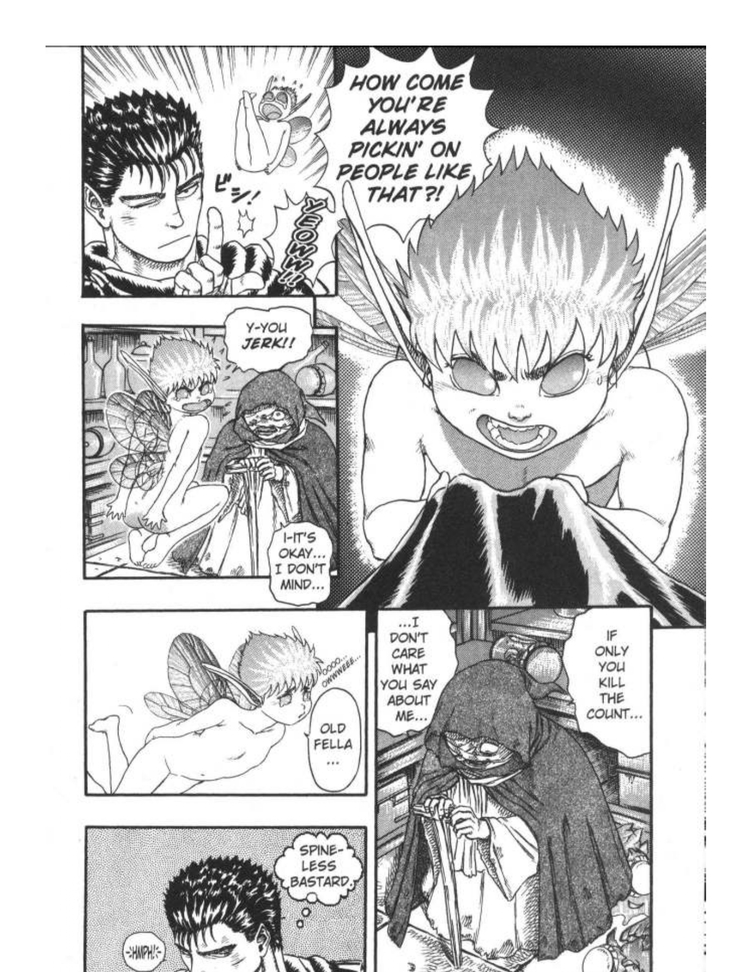 HOW COME
YOU'RE
ALWAYS
PICKIN' ON
PEOPLE LIKE
THAT?!
ビシ!
YEOWW!!
Y-YOU
JERK!!
I-IT'S
OKAY...
I DON'T
MIND...
IF
ONLY
YOU
KILL
THE
COUNT...
...I
DON'T
CARE
WHAT
YOU SAY
ABOUT
ME...
OOOO...
OWWWEEE...
OLD
FELLA
...
SPINE-
LESS
BASTARD.
-HMPH!-